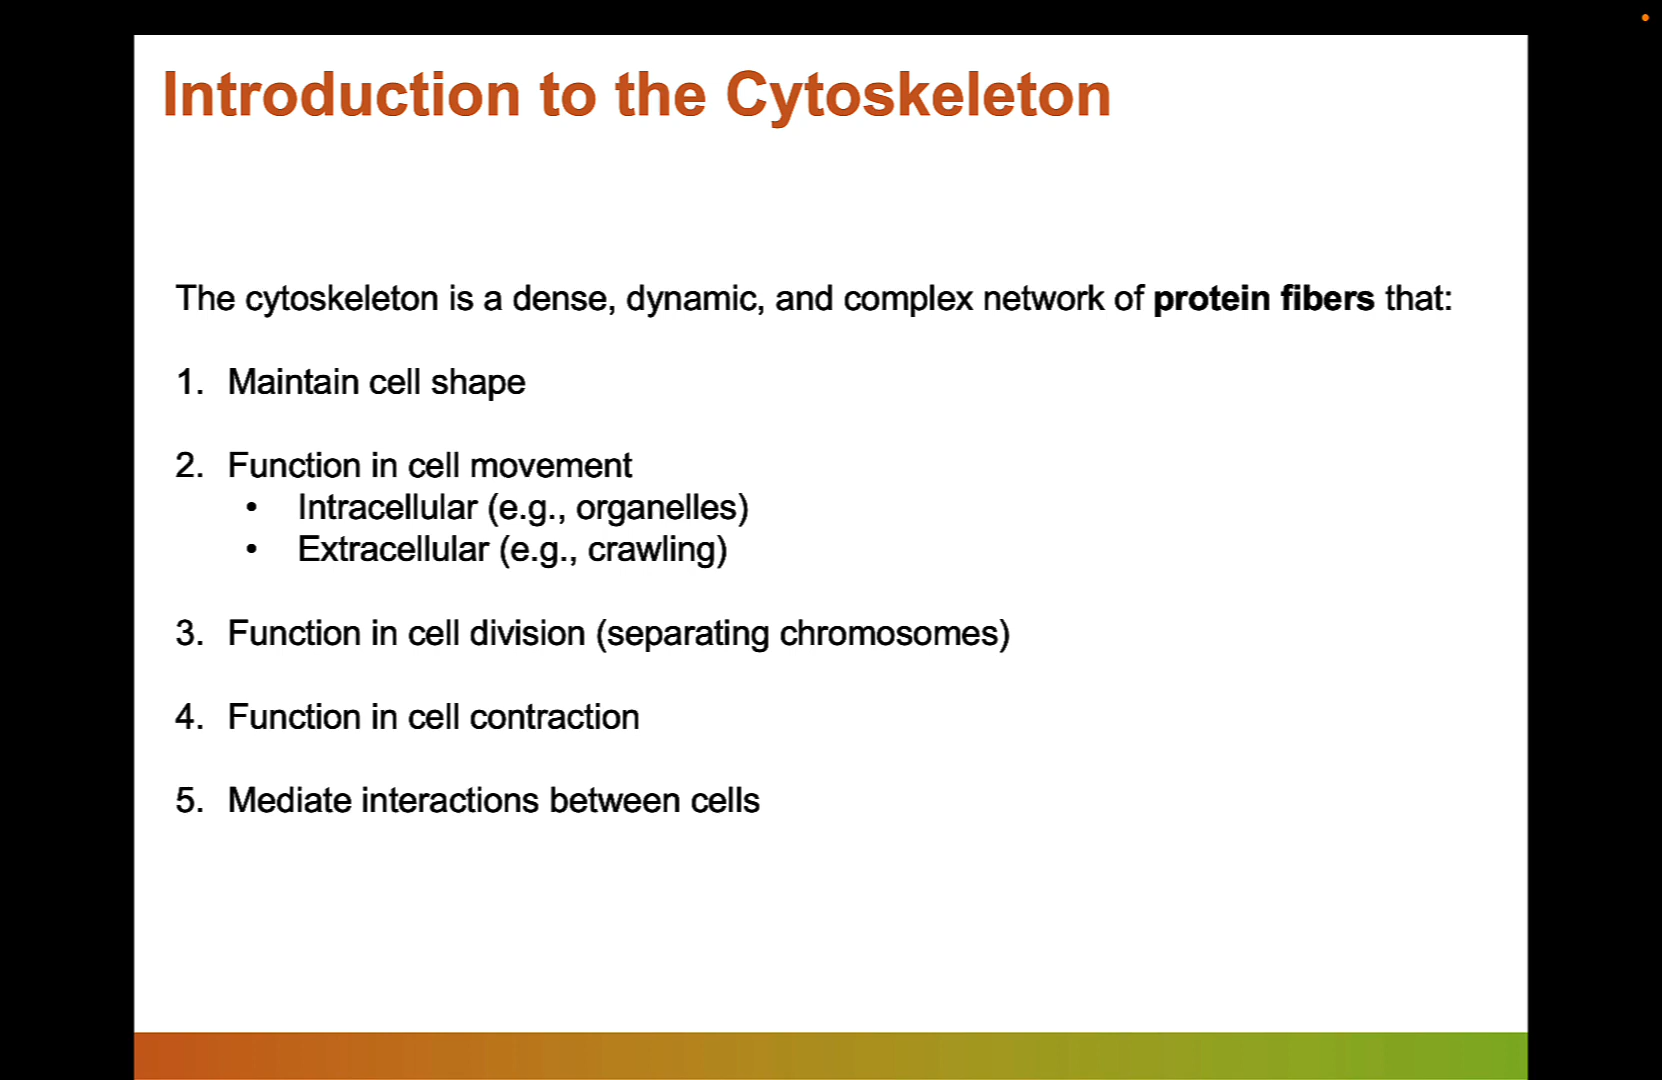 Introduction to the Cytoskeleton
The cytoskeleton is a dense, dynamic, and complex network of protein fibers that:
1. Maintain cell shape
2. Function in cell movement
• Intracellular (e.g., organelles)
• Extracellular (e.g., crawling)
3. Function in cell division (separating chromosomes)
4. Function in cell contraction
5. Mediate interactions between cells